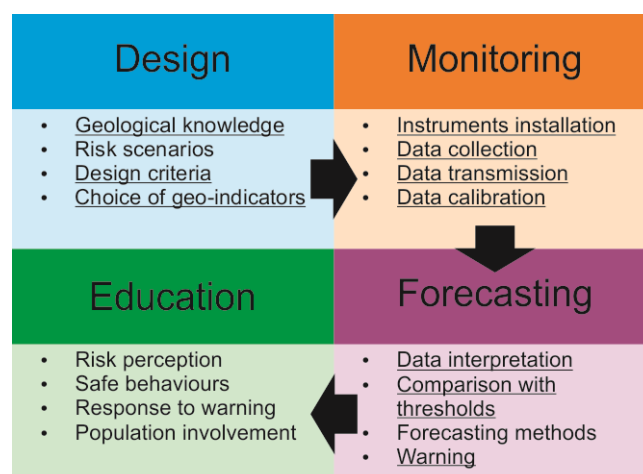 Design
• Geological knowledge
• Risk scenarios
• Design criteria
• Choice of geo-indicators
Monitoring
• Instruments installation
• Data collection
• Data transmission
• Data calibration
Education
• Risk perception
• Safe behaviours
• Response to warning
• Population involvement
Forecasting
• Data interpretation
• Comparison with
thresholds
• Forecasting methods
• Warning